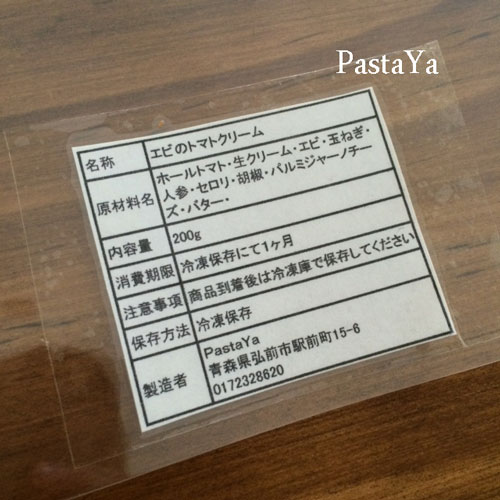 PastaYa
名称 エビのトマトクリーム
原材料名 ホールトマト・生クリーム・エビ・玉ねぎ・
人参・セロリ・胡椒・パルミジャーノチー
ズ・バター・
内容量 200g
消費期限 冷凍保存にて1ヶ月
注意事項 商品到着後は冷凍庫で保存してください
保存方法 冷凍保存
製造者 PastaYa
青森県弘前市駅前町15-6
0172328620